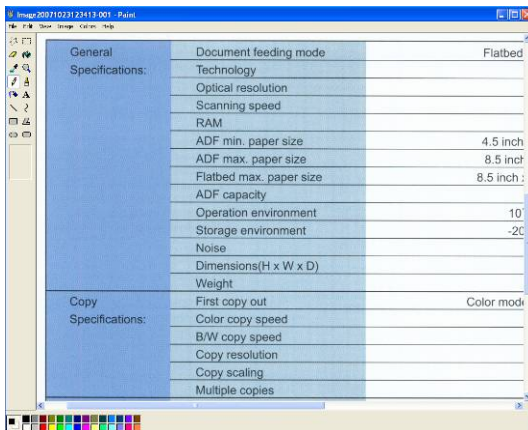 Image20071023123413-001 - Paint
File Edit View Image Colors Help
General Document feeding mode Flatbed
Specifications: Technology
Optical resolution
Scanning speed
RAM
ADF min. paper size 4.5 inch
ADF max. paper size 8.5 inch
Flatbed max. paper size 8.5 inch :
ADF capacity
Operation environment 10
Storage environment -20
Noise
Dimensions(H x W x D)
Weight
Copy First copy out Color mode
Specifications: Color copy speed
B/W copy speed
Copy resolution
Copy scaling
Multiple copies